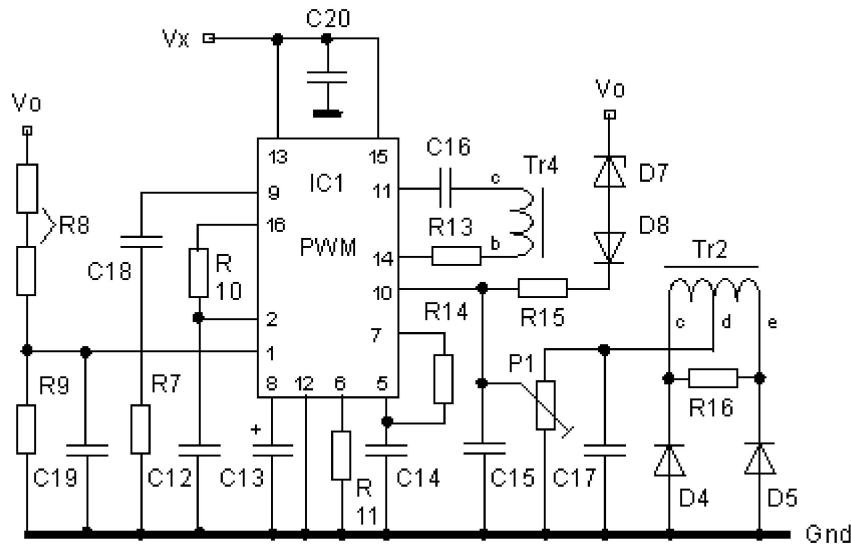 C20
Vx
Vo
Vo
13
15
C16
Tr4
IC1
9
11
c
D7
R8
16
R13
D8
PWM
b
Tr2
C18
R
10
14
10
R14
R15
c
d
e
2
7
1
P1
R9
R7
8
12
6
5
R16
+
C19
C12
C13
R
11
C14
C15
C17
D4
D5
Gnd